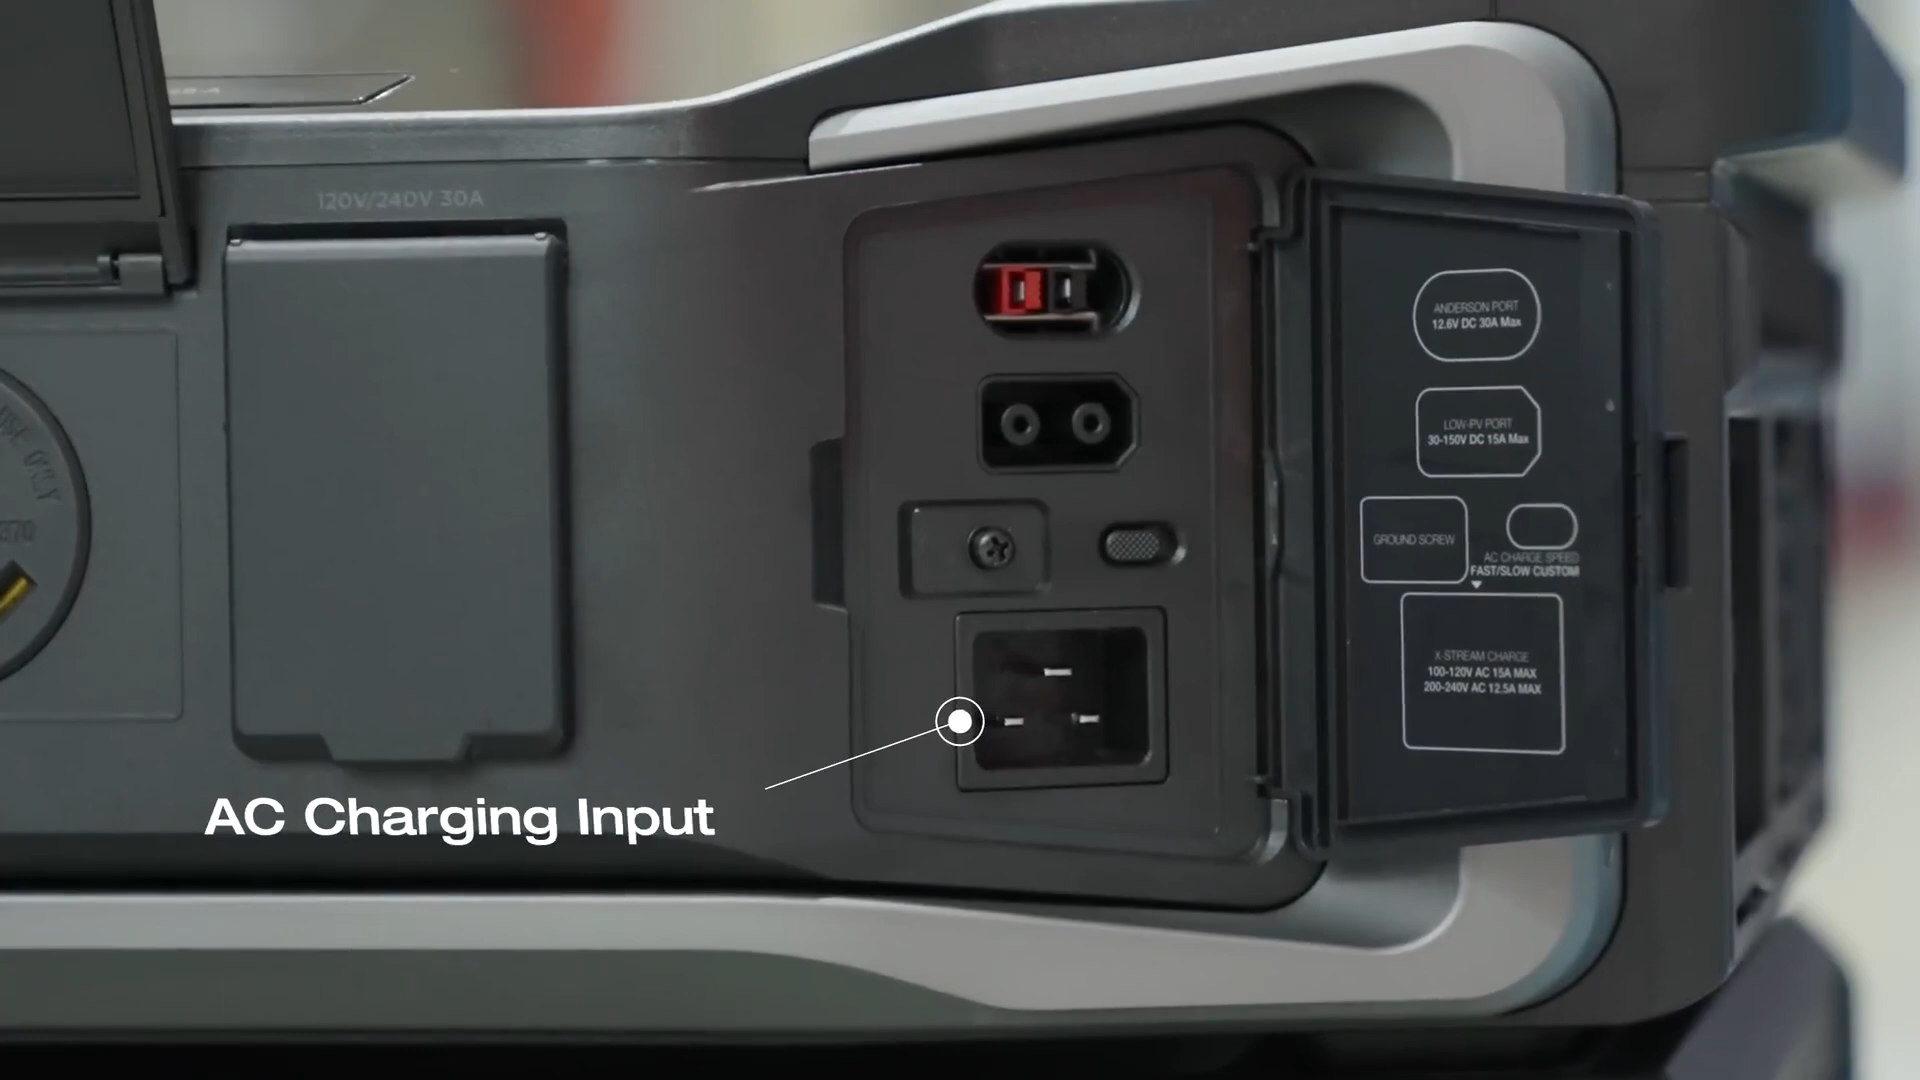 120V/240V 30A
USE ONLY
ANDERSON PORT
12.6V DC 30A Max
LOW-PV PORT
30-150V DC 15A Max
GROUND SCREW
AC CHARGE SPEED
FAST/SLOW CUSTOM
X-STREAM CHARGE
100-120V AC 15A MAX
200-240V AC 12.5A MAX
AC Charging Input